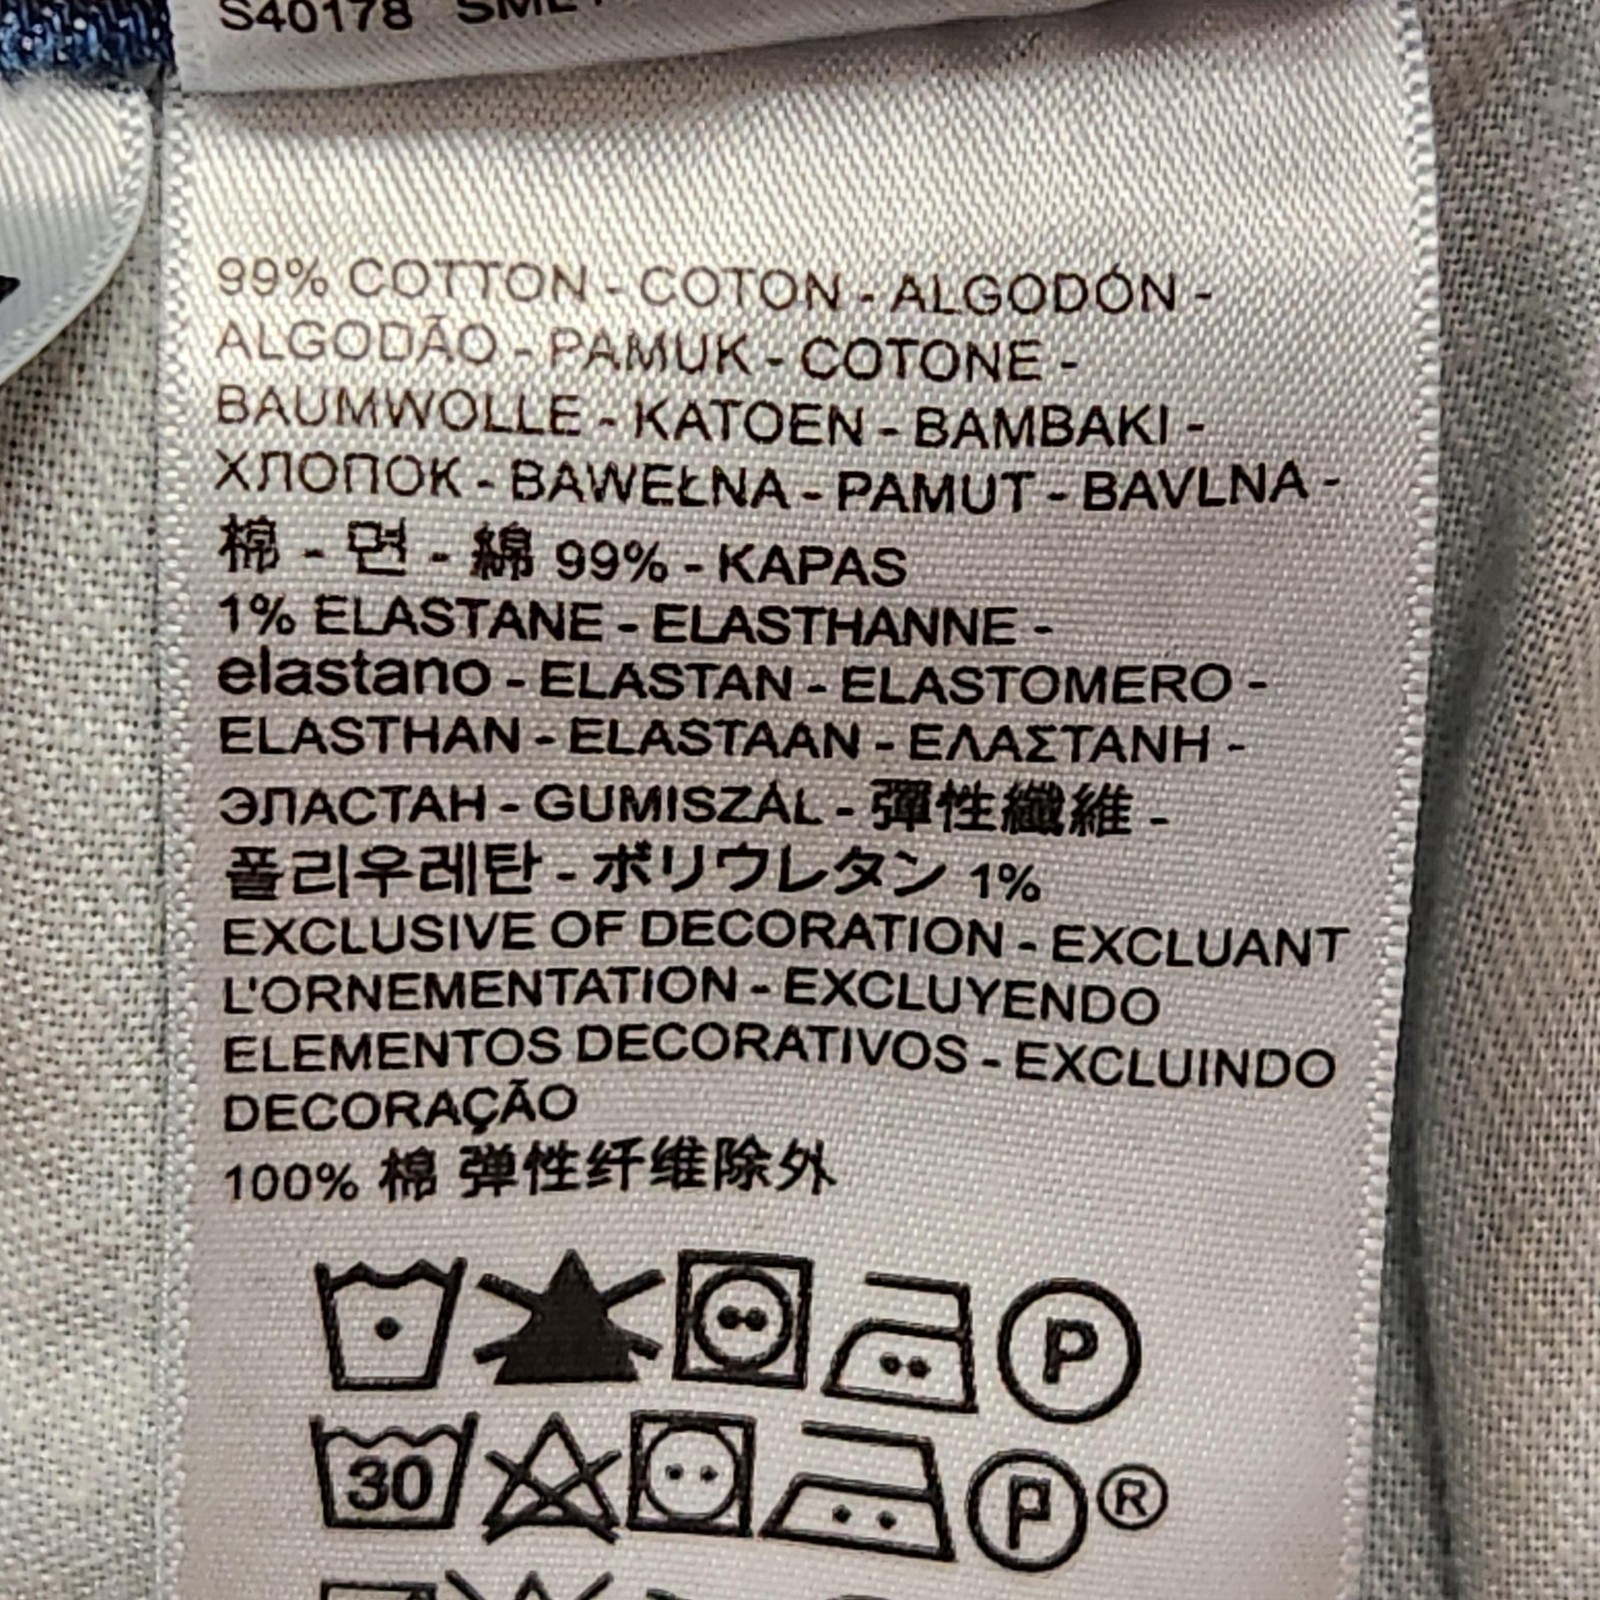 S40178
99% COTTON - COTON - ALGODÓN -
ALGODÃO - PAMUK - COTONE -
BAUMWOLLE - KATOEN - BAMBAKI -
ХЛОПОК - BAWEŁNA - PAMUT - BAVLNA -
棉 - 면 - 綿 99% - KAPAS
1% ELASTANE - ELASTHANNE -
elastano - ELASTAN - ELASTOMERO -
ELASTHAN - ELASTAAN - ΕΛΑΣΤΑΝΗ -
ЭЛАСТАН - GUMISZÁL - 彈性纖維 -
폴리우레탄 - ポリウレタン 1%
EXCLUSIVE OF DECORATION - EXCLUANT
L'ORNEMENTATION - EXCLUYENDO
ELEMENTOS DECORATIVOS - EXCLUINDO
DECORAÇÃO
100% 棉 弹性纤维除外
P
30 P ®